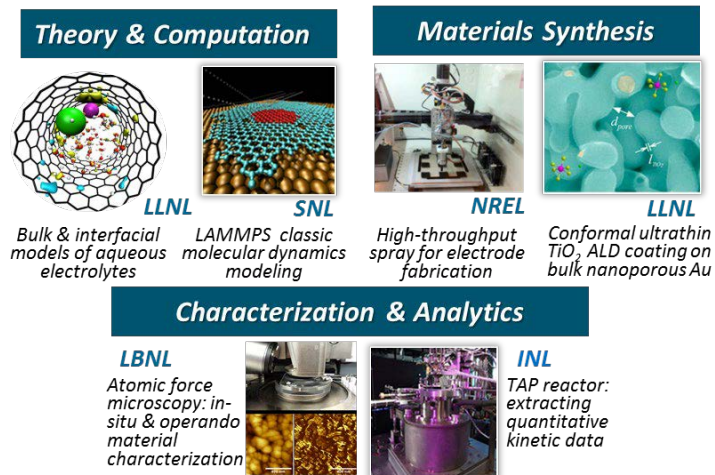 Theory & Computation
LLNL
Bulk & interfacial
models of aqueous
electrolytes
SNL
LAMMPS classic
molecular dynamics
modeling
Materials Synthesis
NREL
High-throughput
spray for electrode
fabrication
d pore
l TiO₂
LLNL
Conformal ultrathin
TiO₂ ALD coating on
bulk nanoporous Au
Characterization & Analytics
LBNL
Atomic force
microscopy: in-
situ & operando
material
characterization
INL
TAP reactor:
extracting
quantitative
kinetic data